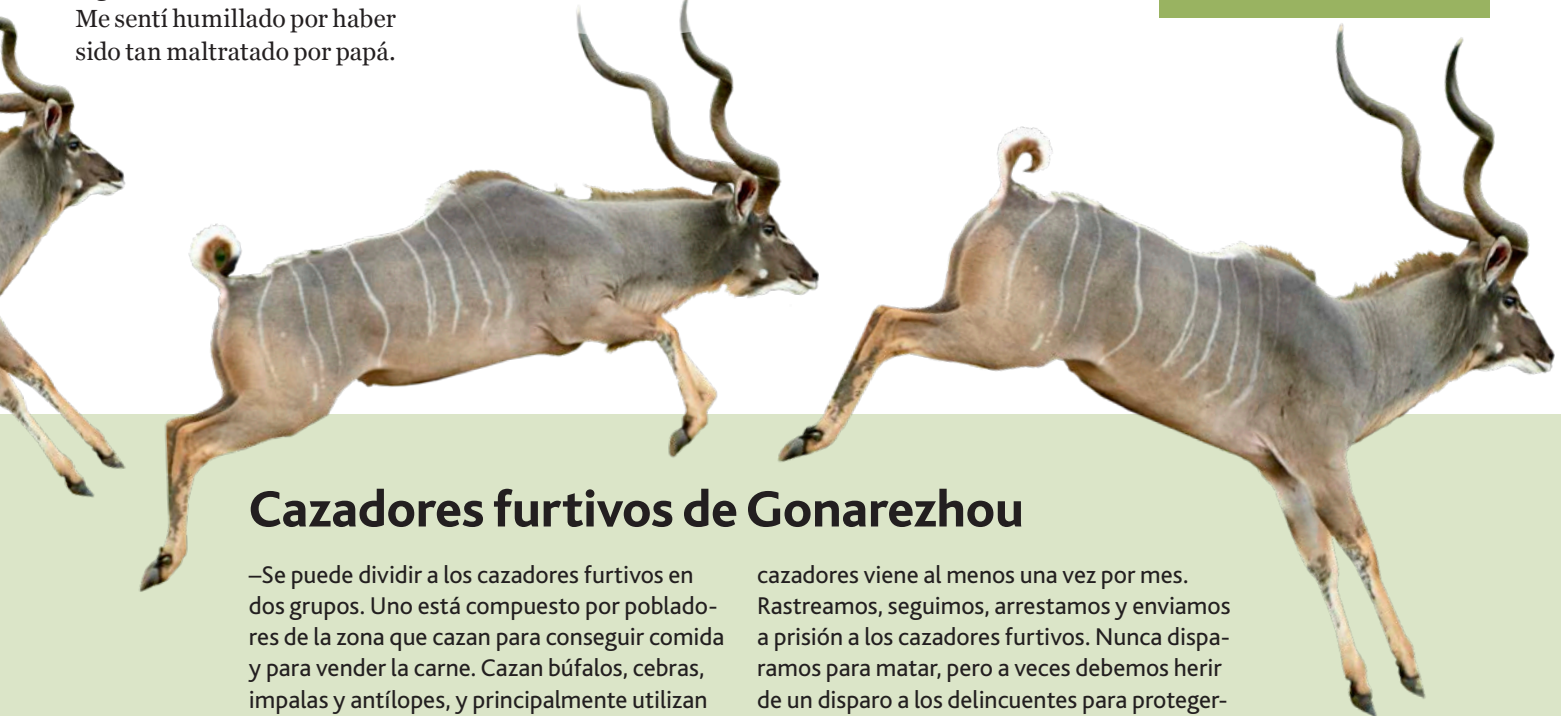 Me sentí humillado por haber
sido tan maltratado por papá.
Cazadores furtivos de Gonarezhou
–Se puede dividir a los cazadores furtivos en
dos grupos. Uno está compuesto por poblado-
res de la zona que cazan para conseguir comida
y para vender la carne. Cazan búfalos, cebras,
impalas y antílopes, y principalmente utilizan
cazadores viene al menos una vez por mes.
Rastreamos, seguimos, arrestamos y enviamos
a prisión a los cazadores furtivos. Nunca dispa-
ramos para matar, pero a veces debemos herir
de un disparo a los delincuentes para proteger-